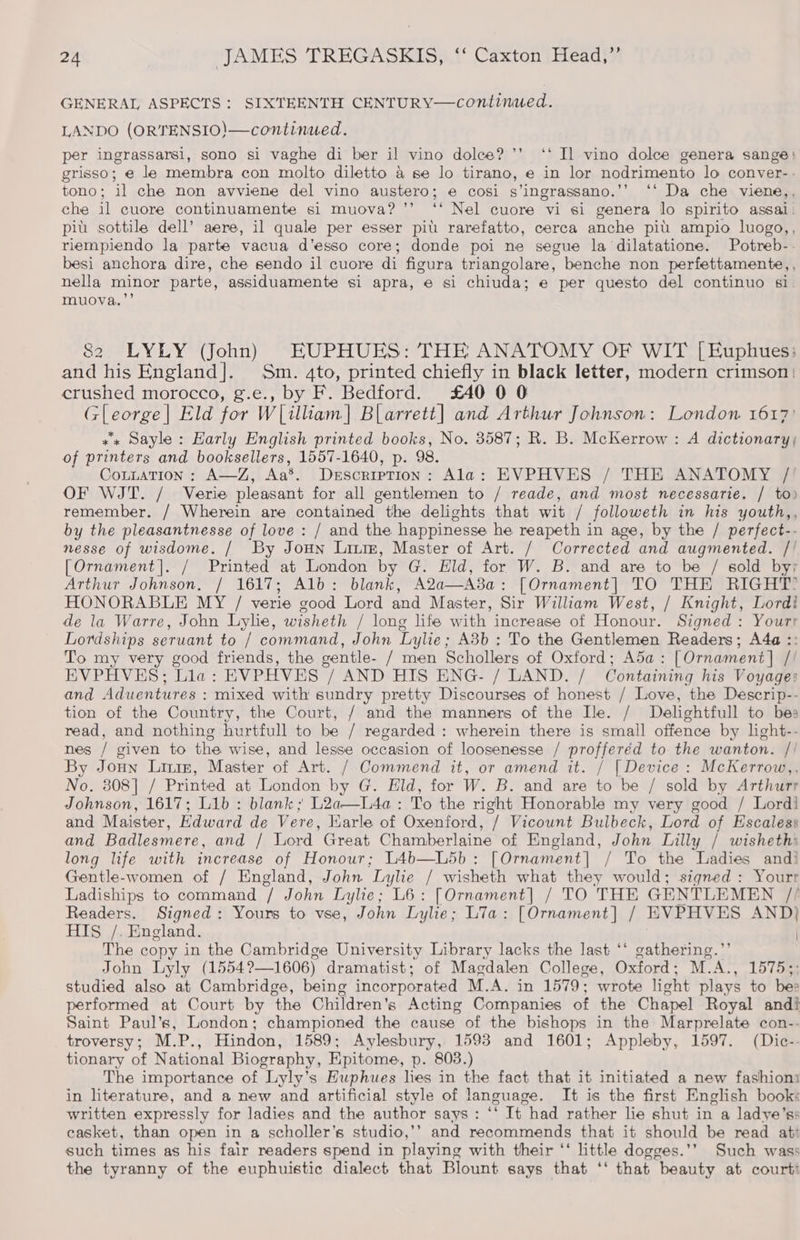 24 JAMES TREGASKIS, “ Caxton Head,”
GENERAL ASPECTS: SIXTEENTH CENTURY—continued.
LANDO (ORTENSIO)—continued.
per ingrassarsi, sono si vaghe di ber il vino dolce? ” “ Il vino dolce genera sange
grisso; e le membra con molto diletto à se lo tirano, e in lor nodrimento lo conver-
tono; il che non avviene del vino austero; e cosi s’ingrassano.” “ Da che viene,
che il cuore continuamente si muova? ” “ Nel cuore vi si genera lo spirito assai
più sottile dell’ aere, il quale per esser più rarefatto, cerca anche più ampio luogo,
riempiendo la parte vacua d’esso core; donde poi ne segue la dilatatione. Potreb-
besi anchora dire, che sendo il cuore di figura triangolare, benche non perfettamente,
nella minor parte, assiduamente si apra, e si chiuda; e per questo del continuo si
muova.”
82 LYLY (John) EUPHUES: THE ANATOMY OF WIT [Euphues
and his England]. Sm. 4to, printed chiefly in black letter, modern crimson
crushed morocco, g.e., by F. Bedford. £40 0 0
G[eorge] Eld for W[illiam] B[arrett] and Arthur Johnson: London 1617
*** Sayle: Early English printed books, No. 3587; R. B. McKerrow: A dictionary
of printers and booksellers, 1557-1640, p. 98.
COLLATION: A—Z, Aa⁸. DESCRIPTION: A1a: EVPHVES / THE ANATOMY /
OF WJT. / Verie pleasant for all gentlemen to / reade, and most necessarie. / to
remember. / Wherein are contained the delights that wit / followeth in his youth,
by the pleasantnesse of love: / and the happinesse he reapeth in age, by the / perfect-
nesse of wisdome. / By JOHN LILIE, Master of Art. / Corrected and augmented. /
[Ornament]. / Printed at London by G. Eld, for W. B. and are to be / sold by
Arthur Johnson. / 1617; A1b: blank, A2a—A3a: [Ornament] TO THE RIGHT
HONORABLE MY / verie good Lord and Master, Sir William West, / Knight, Lord
de la Warre, John Lylie, wisheth / long life with increase of Honour. Signed: Your
Lordships seruant to / command, John Lylie; A3b: To the Gentlemen Readers; A4a:
To my very good friends, the gentle- / men Schollers of Oxford; A5a: [Ornament] /
EVPHVES; L1a: EVPHVES / AND HIS ENG- / LAND. / Containing his Voyage
and Aduentures: mixed with sundry pretty Discourses of honest / Love, the Descrip-
tion of the Country, the Court, / and the manners of the Ile. / Delightfull to be
read, and nothing hurtfull to be / regarded: wherein there is small offence by light-
nes / given to the wise, and lesse occasion of loosenesse / profferéd to the wanton. /
By JOHN LILIE, Master of Art. / Commend it, or amend it. / [Device: McKerrow,
No. 308] / Printed at London by G. Eld, for W. B. and are to be / sold by Arthur
Johnson, 1617; L1b: blank; L2a—L4a: To the right Honorable my very good / Lord
and Maister, Edward de Vere, Earle of Oxenford, / Vicount Bulbeck, Lord of Escales
and Badlesmere, and / Lord Great Chamberlaine of England, John Lilly / wisheth
long life with increase of Honour; L4b—L5b: [Ornament] / To the Ladies and
Gentle-women of / England, John Lylie / wisheth what they would; signed: Your
Ladiships to command / John Lylie; L6: [Ornament] / TO THE GENTLEMEN /
Readers. Signed: Yours to vse, John Lylie; L7a: [Ornament] / EVPHVES AND
HIS /. England.
The copy in the Cambridge University Library lacks the last “ gathering.”
John Lyly (1554?—1606) dramatist; of Magdalen College, Oxford; M.A., 1575;
studied also at Cambridge, being incorporated M.A. in 1579; wrote light plays to be
performed at Court by the Children’s Acting Companies of the Chapel Royal and
Saint Paul’s, London; championed the cause of the bishops in the Marprelate con-
troversy; M.P., Hindon, 1589; Aylesbury, 1593 and 1601; Appleby, 1597. (Dic-
tionary of National Biography, Epitome, p. 803.)
The importance of Lyly’s Euphues lies in the fact that it initiated a new fashion
in literature, and a new and artificial style of language. It is the first English book
written expressly for ladies and the author says: “ It had rather lie shut in a ladye’s
casket, than open in a scholler’s studio,” and recommends that it should be read at
such times as his fair readers spend in playing with their “ little dogges.” Such was
the tyranny of the euphuistic dialect that Blount says that “ that beauty at court